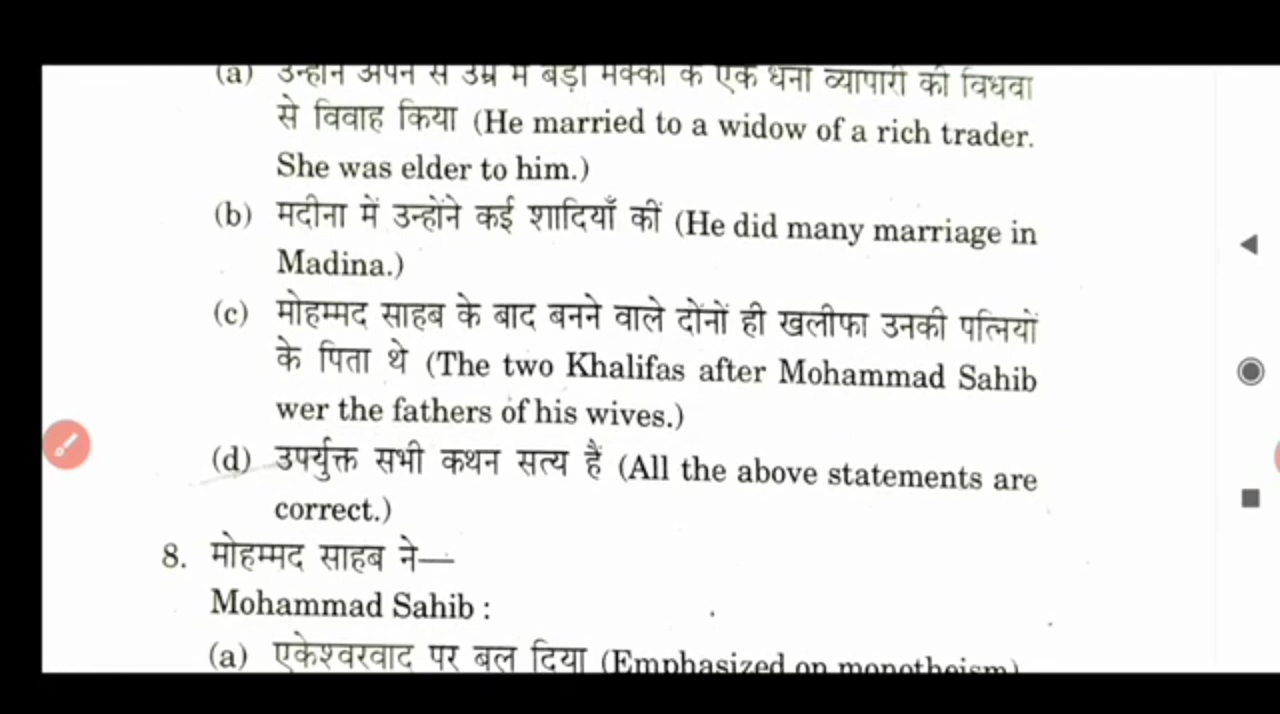 (a) उन्होंने अपने से उम्र में बड़ी मक्का के एक धनी व्यापारी की विधवा
से विवाह किया (He married to a widow of a rich trader.
She was elder to him.)
(b) मदीना में उन्होंने कई शादियाँ कीं (He did many marriage in
Madina.)
(c) मोहम्मद साहब के बाद बनने वाले दोंनों ही खलीफा उनकी पत्नियों
के पिता थे (The two Khalifas after Mohammad Sahib
wer the fathers of his wives.)
(d) उपर्युक्त सभी कथन सत्य हैं (All the above statements are
correct.)
8. मोहम्मद साहब ने—
Mohammad Sahib :
(a) एकेश्वरवाद पर बल दिया (Emphasized on monotheism)